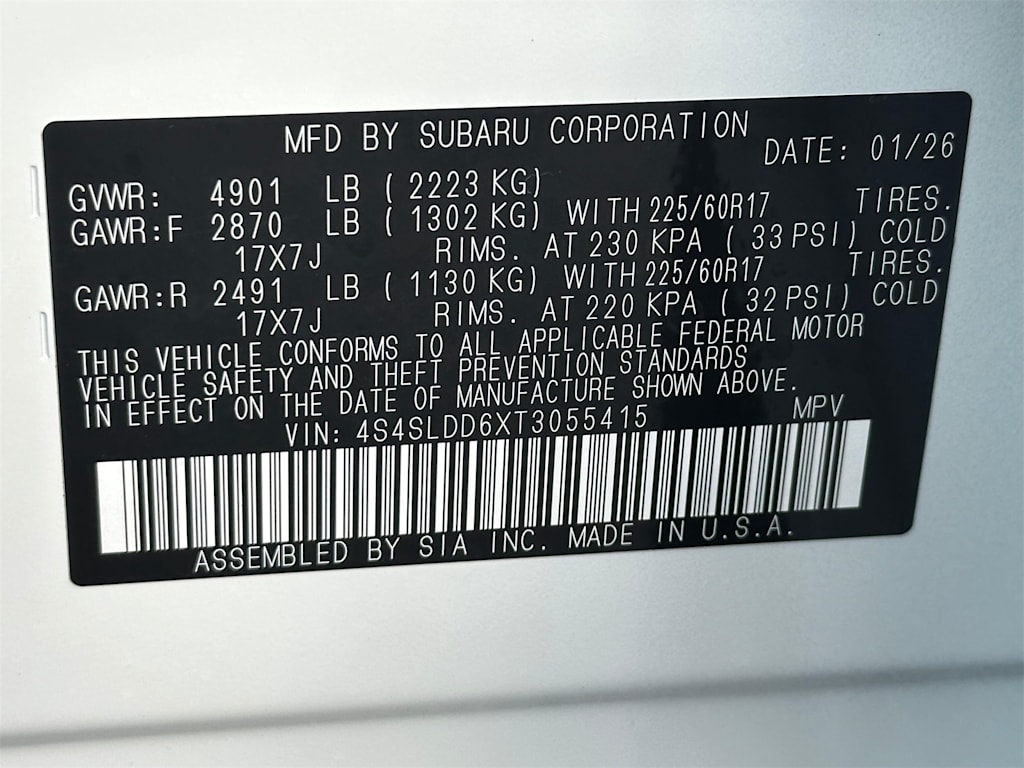 MFD BY SUBARU CORPORATION DATE: 01/26
GVWR: 4901 LB ( 2223 KG)
GAWR:F 2870 LB ( 1302 KG) WITH 225/60R17 TIRES.
17X7J RIMS. AT 230 KPA ( 33 PSI) COLD
GAWR:R 2491 LB ( 1130 KG) WITH 225/60R17 TIRES.
17X7J RIMS. AT 220 KPA ( 32 PSI) COLD
THIS VEHICLE CONFORMS TO ALL APPLICABLE FEDERAL MOTOR
VEHICLE SAFETY AND THEFT PREVENTION STANDARDS
IN EFFECT ON THE DATE OF MANUFACTURE SHOWN ABOVE.
VIN: 4S4SLDD6XT3055415 MPV
ASSEMBLED BY SIA INC. MADE IN U.S.A.